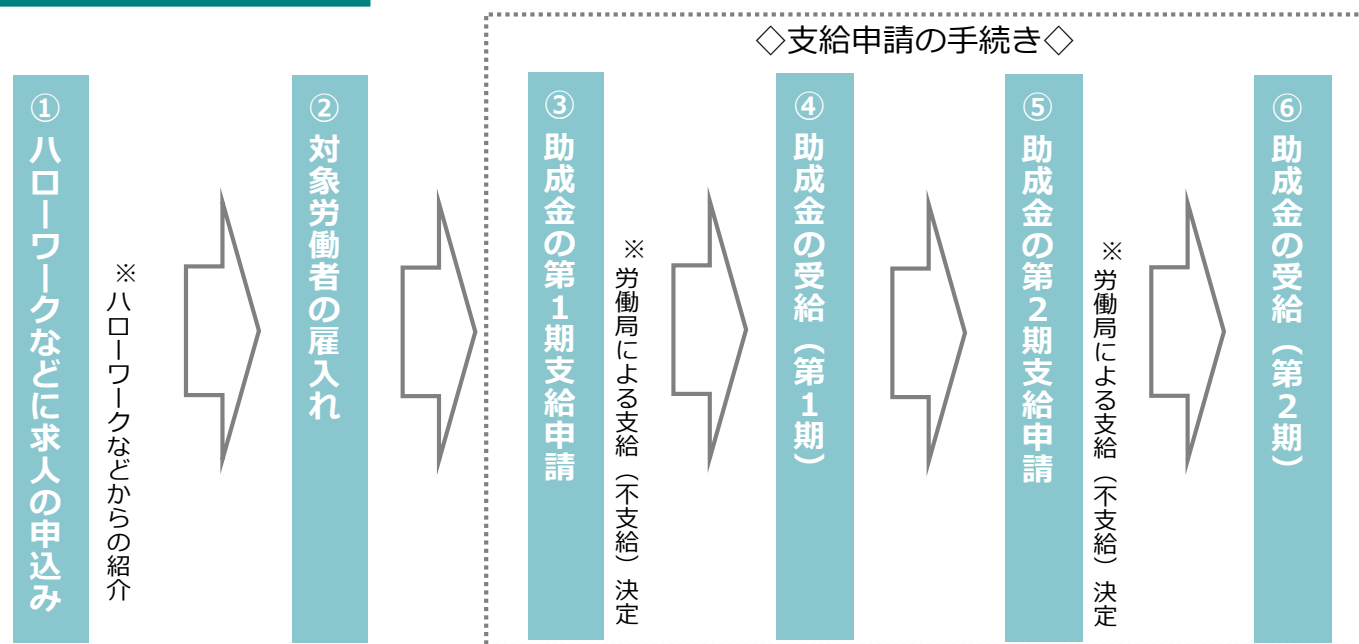 ◇支給申請の手続き◇
①ハローワークなどに求人の申込み
※ハローワークなどからの紹介
②対象労働者の雇入れ
③助成金の第1期支給申請
※労働局による支給(不支給)決定
④助成金の受給(第1期)
⑤助成金の第2期支給申請
※労働局による支給(不支給)決定
⑥助成金の受給(第2期)